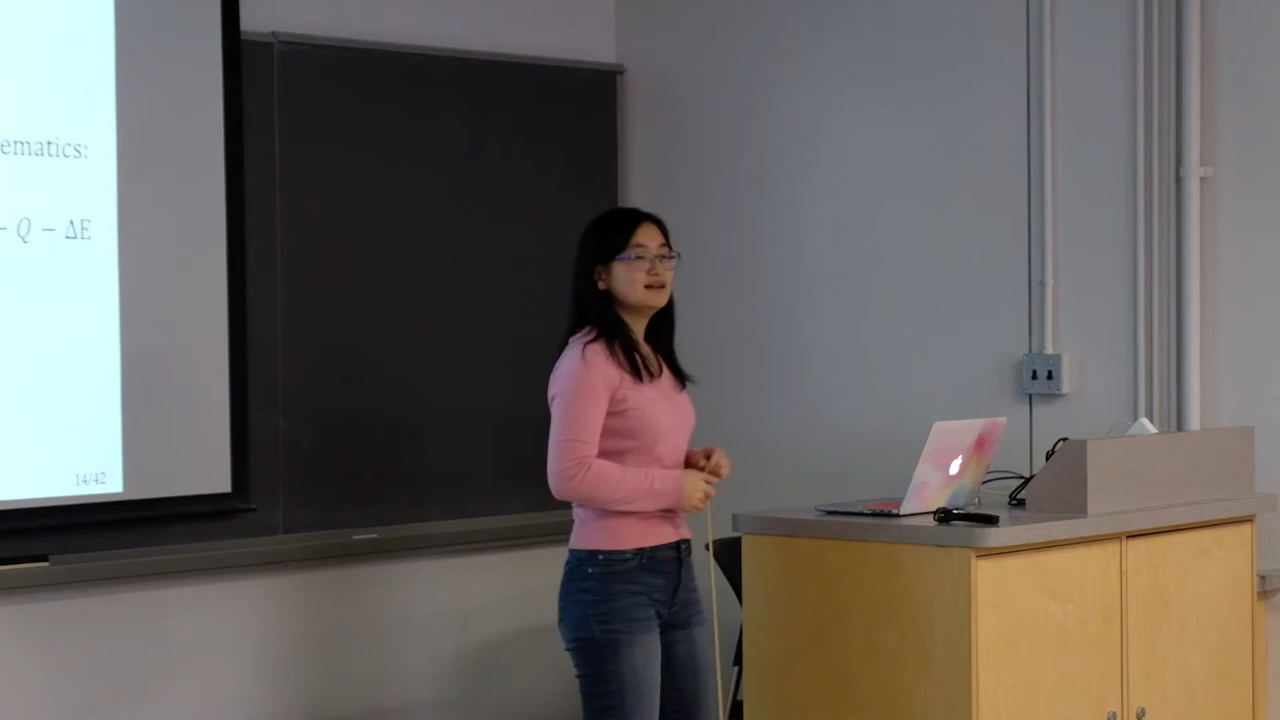 ematics:
− Q − ΔE
14/42